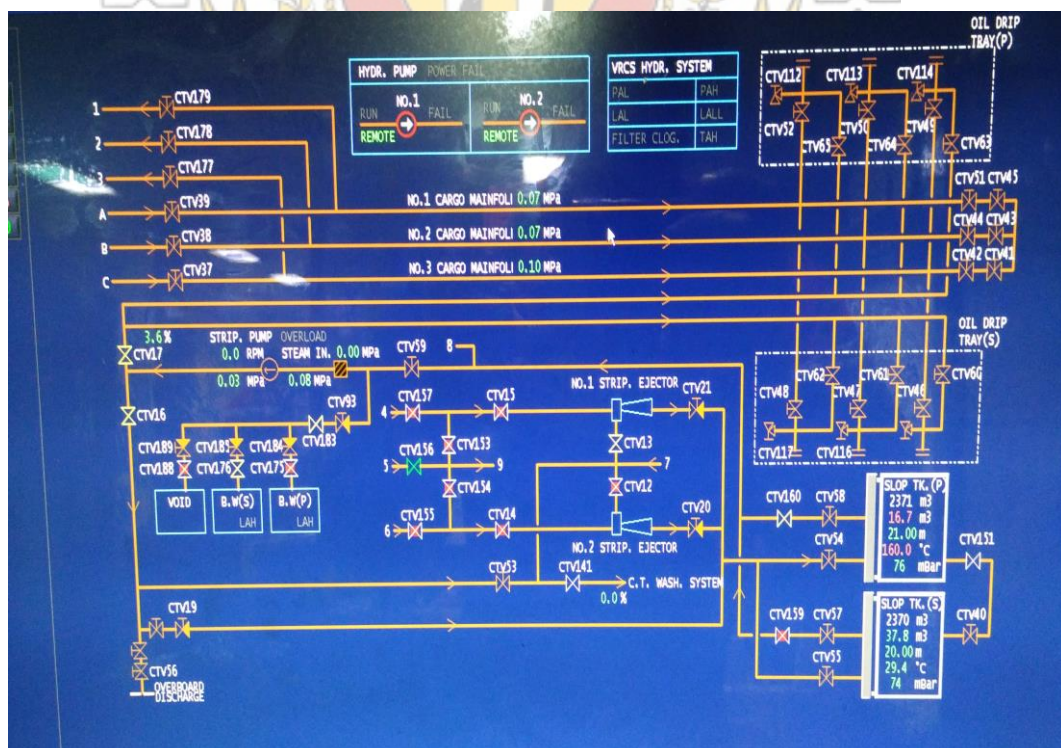 OIL DRIP
TRAY(P)
HYDR. PUMP POWER FAIL
NO.1
RUN FAIL
REMOTE
NO.2
RUN FAIL
REMOTE
VRCS HYDR. SYSTEM
PAL PAH
LAL LALL
FILTER CLOG. TAH
CTV112 CTV113 CTV114
CTV52 CTV50 CTV49
CTV65 CTV64 CTV63
1 CTV179
2 CTV178
3 CTV177
A CTV39
B CTV38
C CTV37
NO.1 CARGO MAINFOLI 0.07 MPa
NO.2 CARGO MAINFOLI 0.07 MPa
NO.3 CARGO MAINFOLI 0.10 MPa
CTV51 CTV45
CTV44 CTV43
CTV42 CTV41
3.6 %
CTV17
STRIP. PUMP OVERLOAD
0.0 RPM STEAM IN. 0.00 MPa
0.03 MPa 0.08 MPa
CTV59 8
OIL DRIP
TRAY(S)
CTV62 CTV61 CTV60
CTV48 CTV47 CTV46
CTV117 CTV116
CTV16
CTV93
CTV183
CTV189 CTV185 CTV184
CTV188 CTV176 CTV175
VOID
B.W(S)
LAH
B.W(P)
LAH
NO.1 STRIP. EJECTOR
4 CTV157 CTV15 CTV21
CTV153 CTV13
5 CTV156 9 7
CTV154 CTV12
6 CTV155 CTV14 CTV20
NO.2 STRIP. EJECTOR
CTV53 CTV141
C.T. WASH. SYSTEM
0.0 %
CTV160 CTV58
CTV54
SLOP TK.(P)
2371 m3
16.7 m3
21.00 m
160.0 °C
76 mBar
CTV151
CTV159 CTV57
CTV55
SLOP TK.(S)
2370 m3
37.8 m3
20.00 m
29.4 °C
74 mBar
CTV40
CTV19
CTV56
OVERBOARD
DISCHARGE